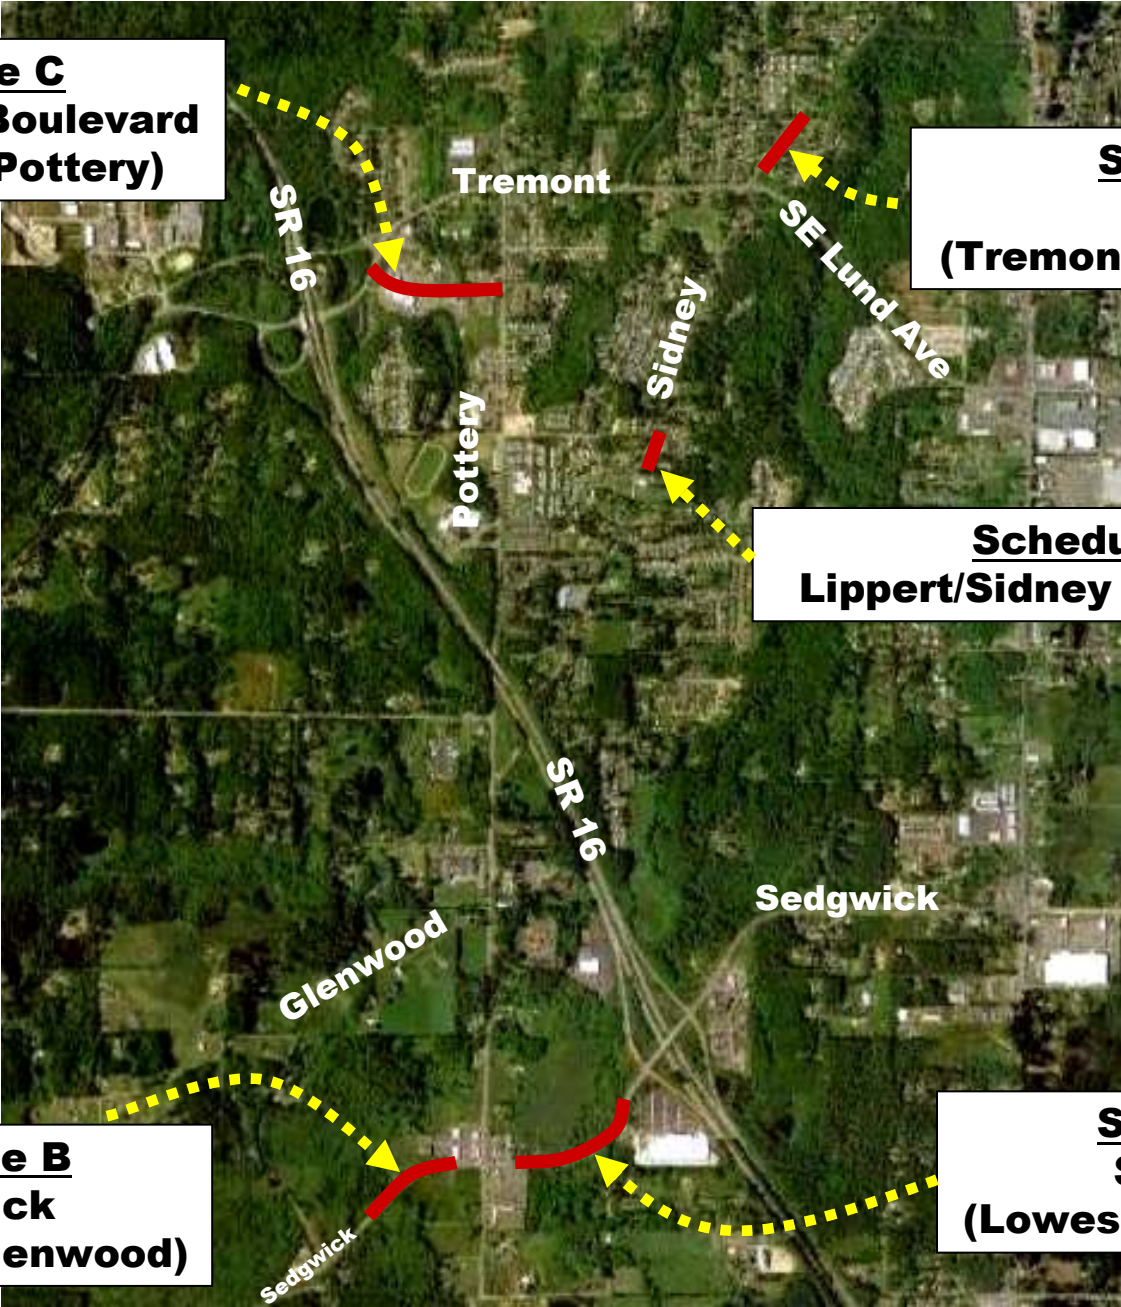 e C
Boulevard
Pottery)
Tremont
SR 16
S
(Tremon
SE Lund Ave
Sidney
Pottery
Schedu
Lippert/Sidney
SR 16
Sedgwick
Glenwood
e B
ck
enwood)
Sedgwick
S
S
(Lowes